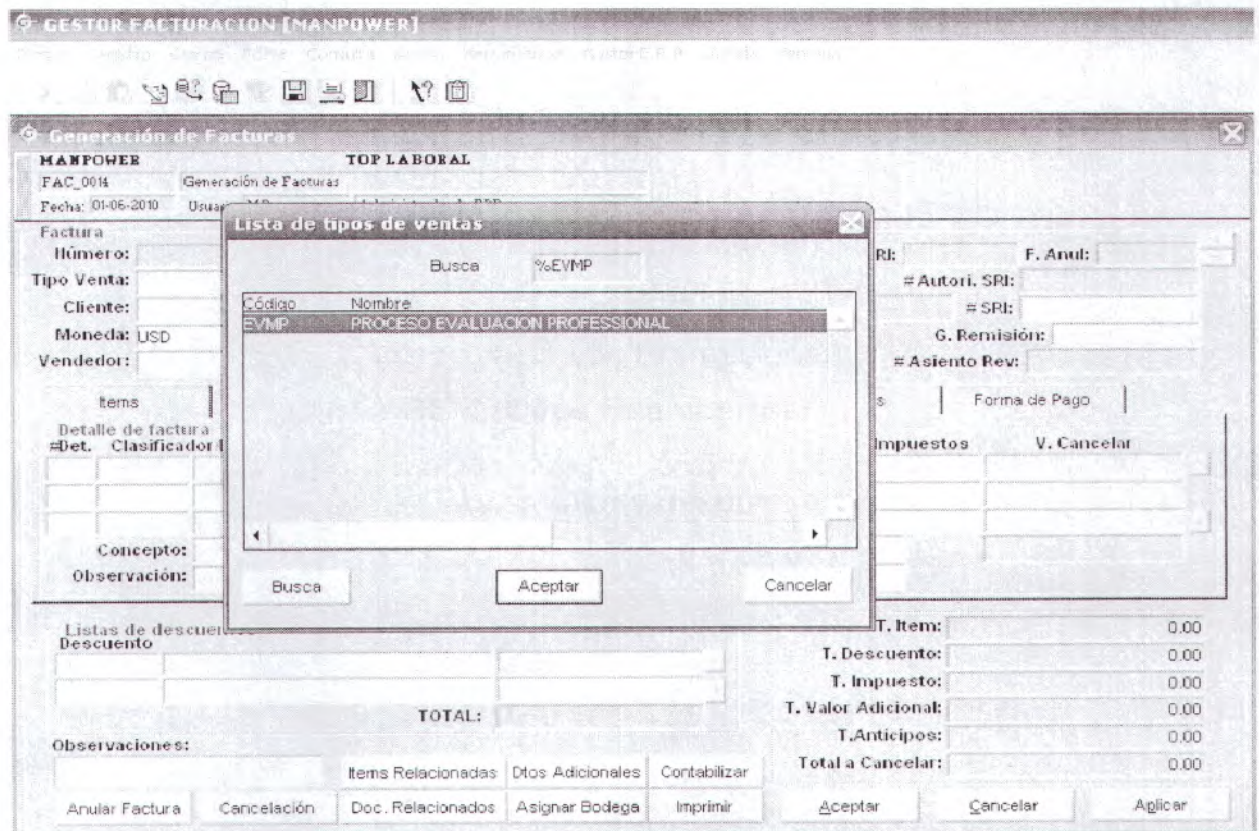 GESTOR FACTURACION [MANPOWER]
Generación de Facturas
MANPOWER TOP LABORAL
FAC_0014 Generación de Facturas
Fecha: 01-06-2010
Lista de tipos de ventas
Factura
Número: F. Anul:
Busca %EVMP
Tipo Venta: # Autori. SRI:
Código Nombre
Cliente: # SRI:
EVMP PROCESO EVALUACION PROFESSIONAL
Moneda: USD G. Remisión:
Vendedor: # Asiento Rev:
Items Forma de Pago
Detalle de factura
#Det. Clasificador Impuestos V. Cancelar
Concepto:
Observación:
Busca Aceptar Cancelar
Listas de
Descuento
T. Item: 0.00
T. Descuento: 0.00
T. Impuesto: 0.00
TOTAL: T. Valor Adicional: 0.00
Observaciones: T.Anticipos: 0.00
Total a Cancelar: 0.00
Items Relacionadas Dtos Adicionales Contabilizar
Anular Factura Cancelación Doc. Relacionados Asignar Bodega Imprimir Aceptar Cancelar Aplicar